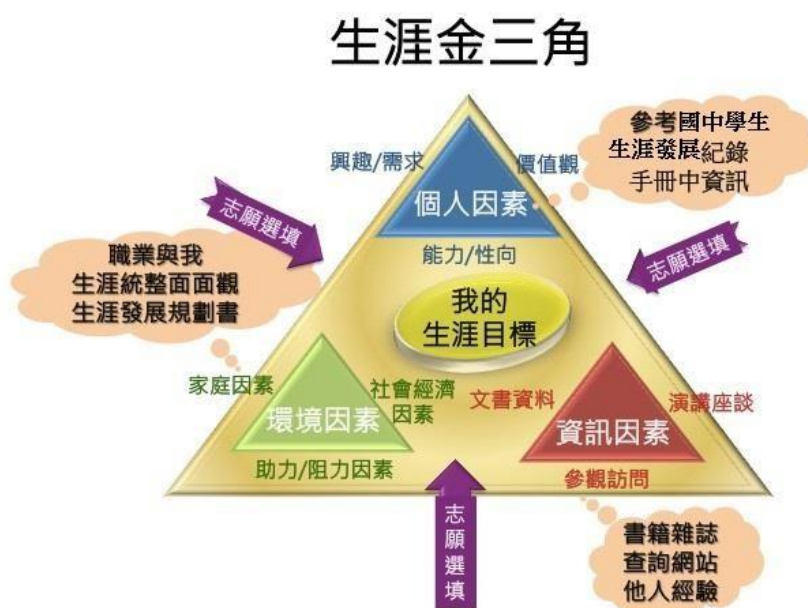 生涯金三角
參考國中學生
生涯發展紀錄
手冊中資訊
興趣/需求
價值觀
個人因素
能力/性向
志願選填
志願選填
職業與我
生涯統整面面觀
生涯發展規劃書
我的
生涯目標
家庭因素
社會經濟
因素
環境因素
助力/阻力因素
文書資料
演講座談
資訊因素
參觀訪問
志願選填
書籍雜誌
查詢網站
他人經驗